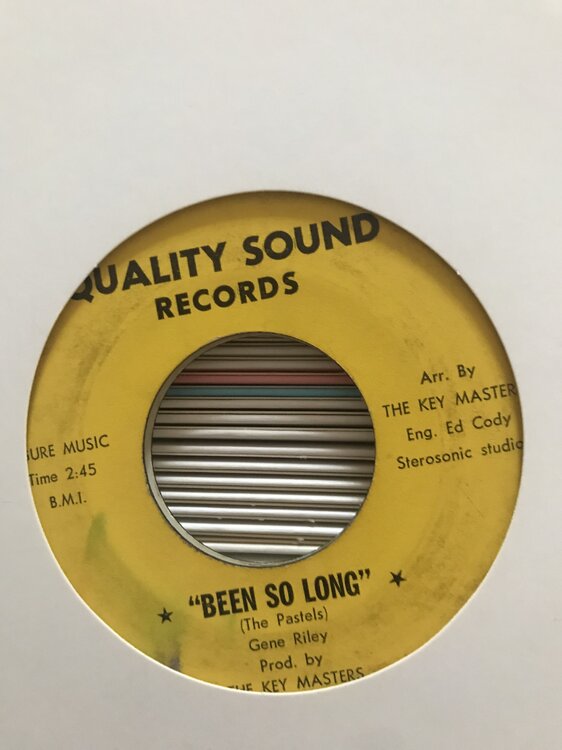 QUALITY SOUND
RECORDS
Arr. By
THE KEY MASTER
Eng. Ed Cody
Sterosonic studio
SURE MUSIC
Time 2:45
B.M.I.
"BEEN SO LONG"
(The Pastels)
Gene Riley
Prod. by
THE KEY MASTERS